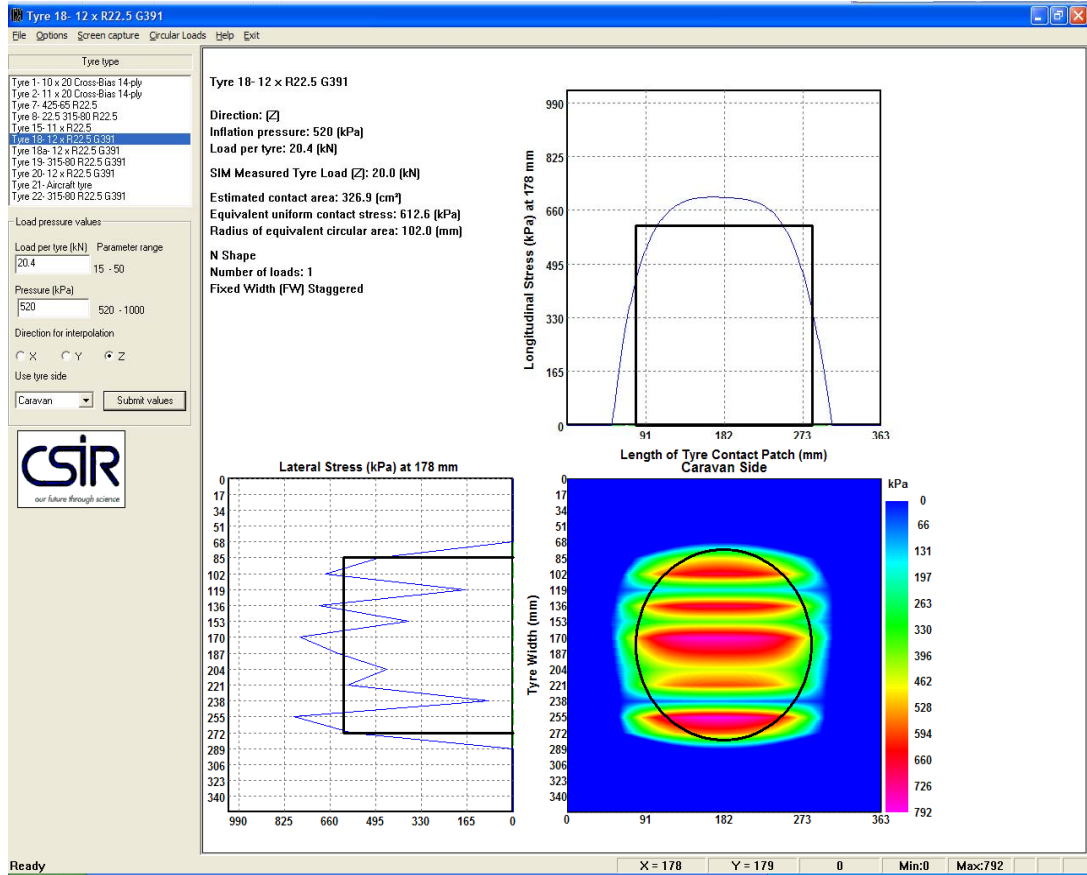 Tyre 18- 12 x R22.5 G391
File Options Screen capture Circular Loads Help Exit
Tyre type
Tyre 1- 10 x 20 Cross-Bias 14-ply
Tyre 2- 11 x 20 Cross-Bias 14-ply
Tyre 7- 425-65 R22.5
Tyre 8- 22.5 315-80 R22.5
Tyre 15- 11 x R22.5
Tyre 18- 12 x R22.5 G391
Tyre 18a- 12 x R22.5 G391
Tyre 19- 315-80 R22.5 G391
Tyre 20- 12 x R22.5 G391
Tyre 21- Aircraft tyre
Tyre 22- 315-80 R22.5 G391
Load pressure values
Load per tyre (kN) Parameter range
20.4 15 - 50
Pressure (kPa)
520 520 - 1000
Direction for interpolation
X Y Z
Use tyre side
Caravan Submit values
CSIR
our future through science
Tyre 18- 12 x R22.5 G391
Direction: (Z)
Inflation pressure: 520 (kPa)
Load per tyre: 20.4 (kN)
SIM Measured Tyre Load (Z): 20.0 (kN)
Estimated contact area: 326.9 (cm²)
Equivalent uniform contact stress: 612.6 (kPa)
Radius of equivalent circular area: 102.0 (mm)
N Shape
Number of loads: 1
Fixed Width (FW) Staggered
Longitudinal Stress (kPa) at 178 mm
990
825
660
495
330
165
0
91 182 273 363
Length of Tyre Contact Patch (mm)
Lateral Stress (kPa) at 178 mm
0
17
34
51
68
85
102
119
136
153
170
187
204
221
238
255
272
289
306
323
340
990 825 660 495 330 165 0
Caravan Side
Tyre Width (mm)
0
17
34
51
68
85
102
119
136
153
170
187
204
221
238
255
272
289
306
323
340
0 91 182 273 363
kPa
0
66
131
197
263
330
396
462
528
594
660
726
792
Ready X = 178 Y = 179 0 Min:0 Max:792